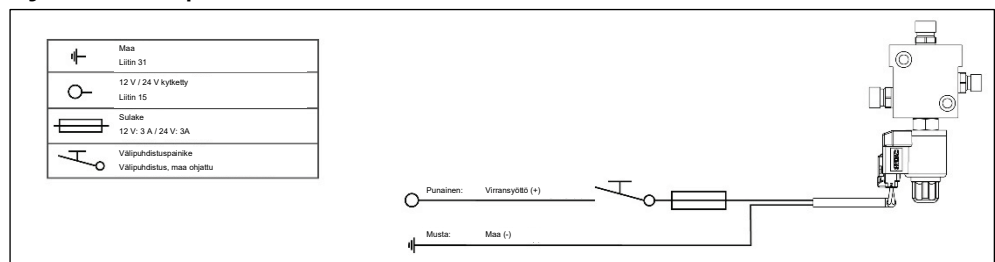 Maa
Liitin 31
12 V / 24 V kytketty
Liitin 15
Sulake
12 V: 3 A / 24 V: 3A
Välipuhdistuspainike
Välipuhdistus, maa ohjattu
Punainen: Virransyöttö (+)
Musta: Maa (-)